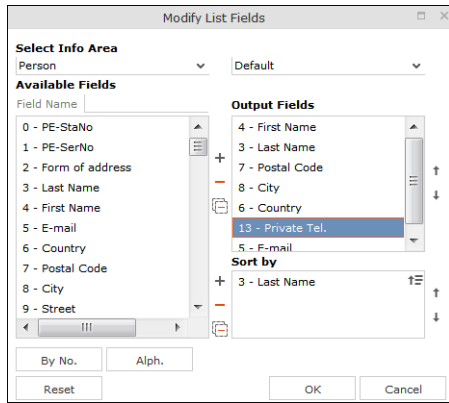 Modify List Fields
Select Info Area
Person
Default
Available Fields
Field Name
0 - PE-StaNo
1 - PE-SerNo
2 - Form of address
3 - Last Name
4 - First Name
5 - E-mail
6 - Country
7 - Postal Code
8 - City
9 - Street
Output Fields
4 - First Name
3 - Last Name
7 - Postal Code
8 - City
6 - Country
13 - Private Tel.
5 - E-mail
Sort by
3 - Last Name
By No.
Alph.
Reset
OK
Cancel